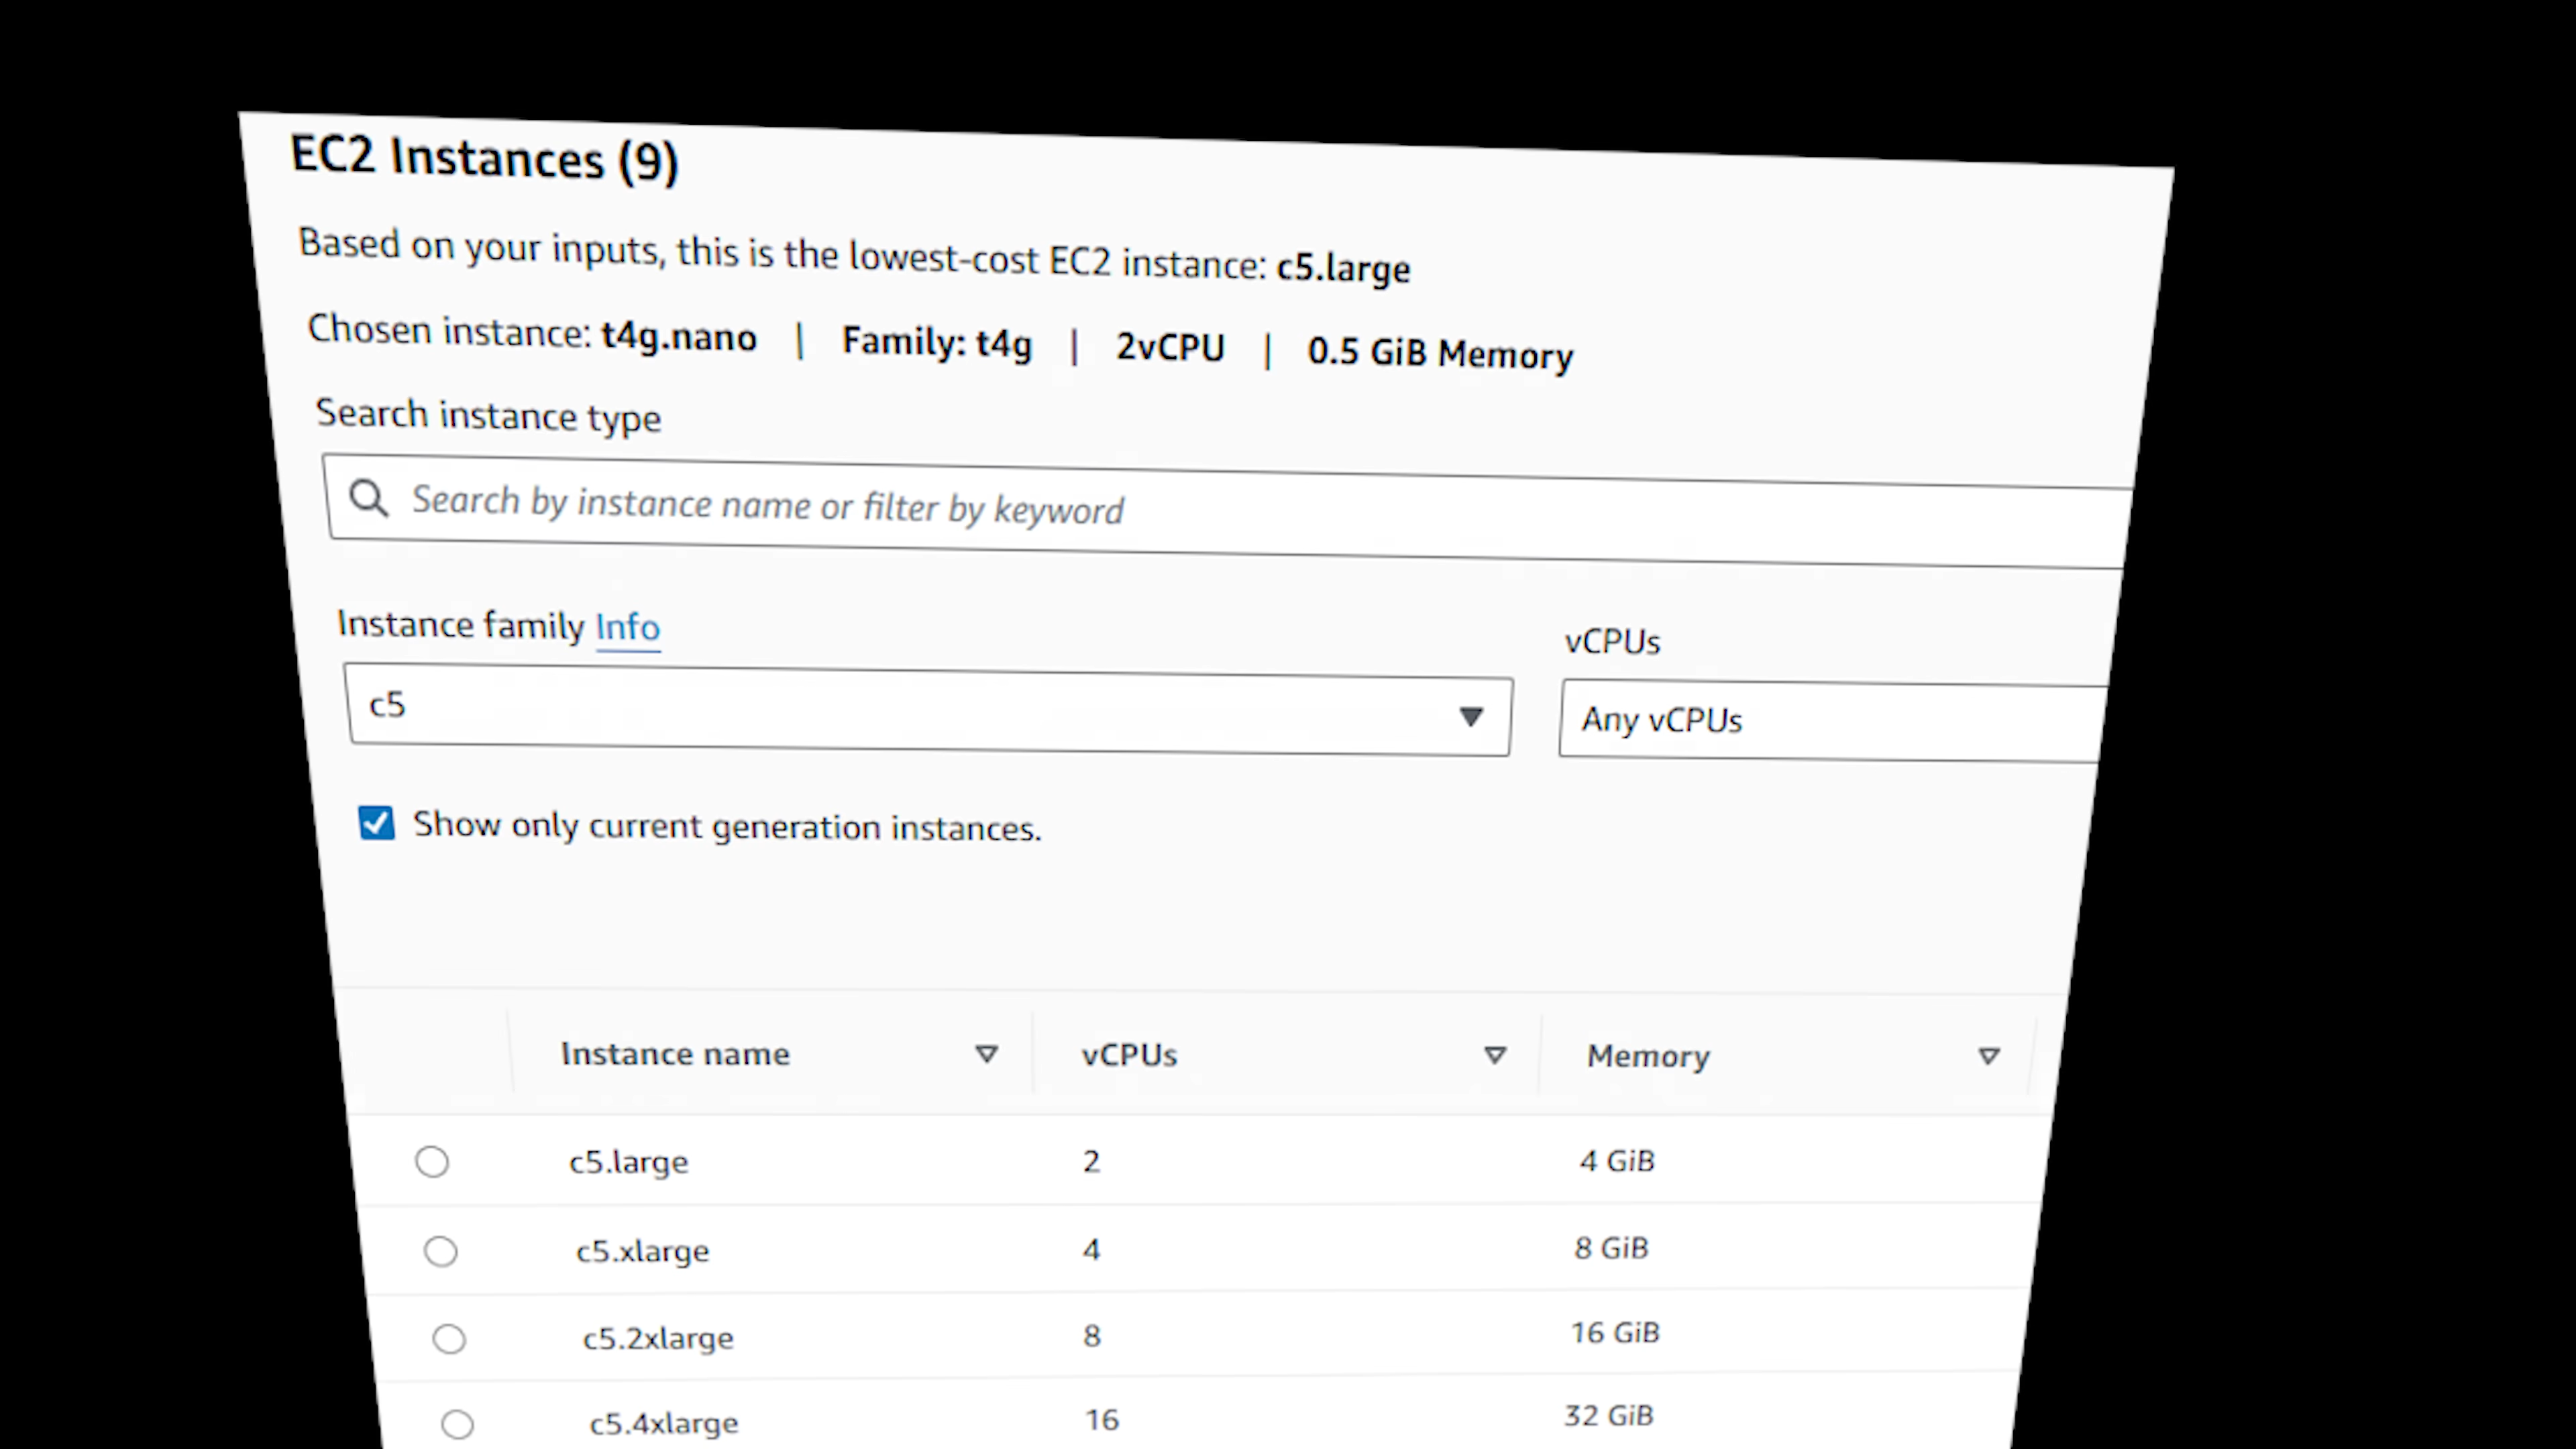 EC2 Instances (9)
Based on your inputs, this is the lowest-cost EC2 instance: c5.large
Chosen instance: t4g.nano | Family: t4g | 2vCPU | 0.5 GiB Memory
Search instance type
Search by instance name or filter by keyword
Instance family Info
vCPUs
c5
Any vCPUs
Show only current generation instances.
Instance name vCPUs Memory
c5.large 2 4 GiB
c5.xlarge 4 8 GiB
c5.2xlarge 8 16 GiB
c5.4xlarge 16 32 GiB